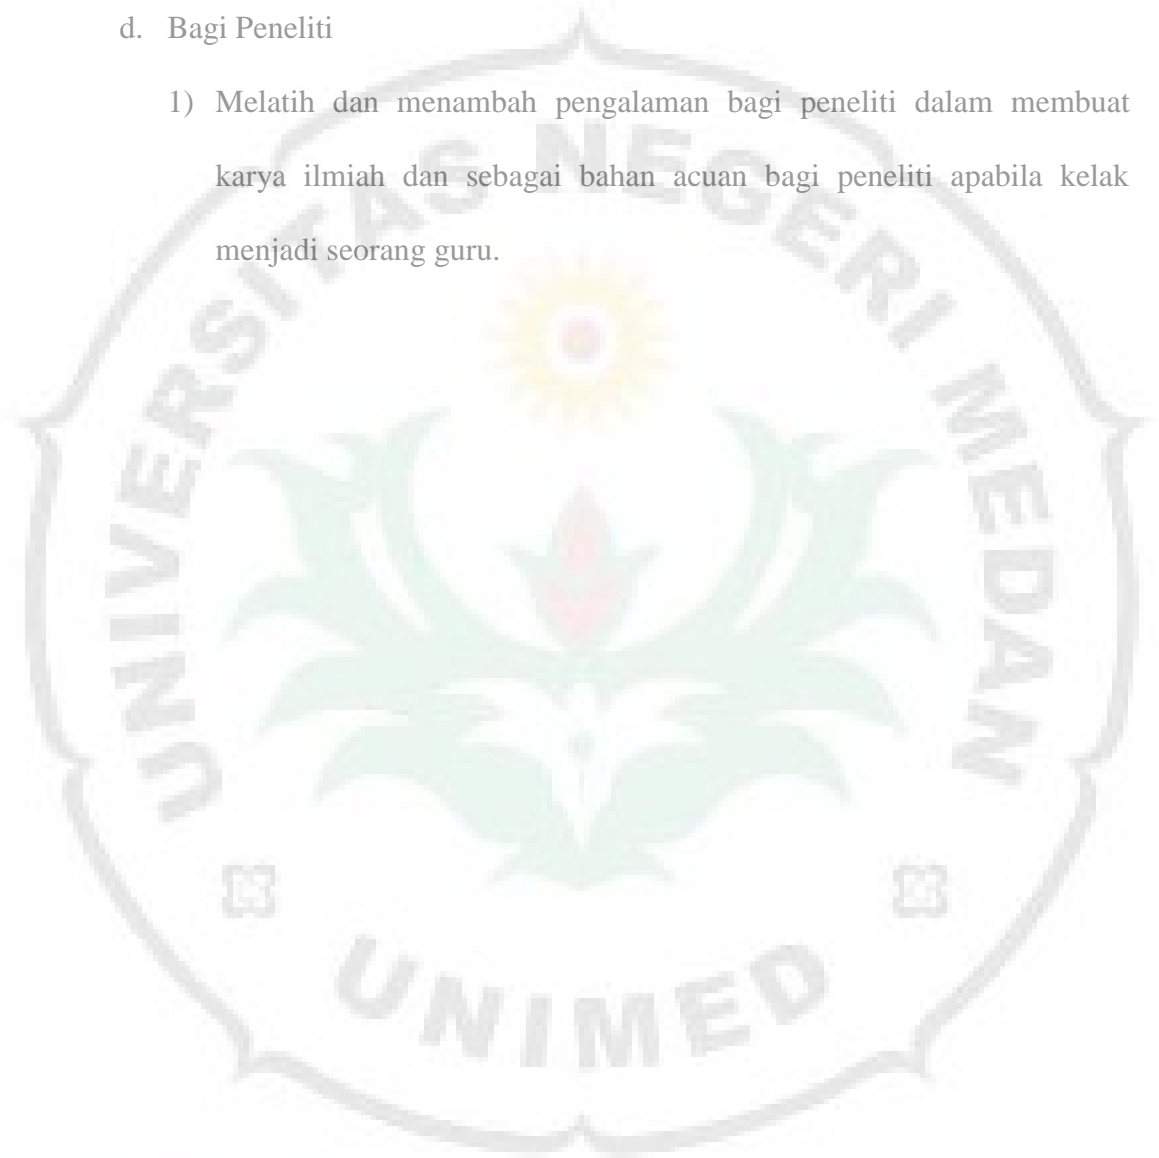 d. Bagi Peneliti
1) Melatih dan menambah pengalaman bagi peneliti dalam membuat
karya ilmiah dan sebagai bahan acuan bagi peneliti apabila kelak
menjadi seorang guru.
UNIVERSITAS NEGERI MEDAN
UNIMED